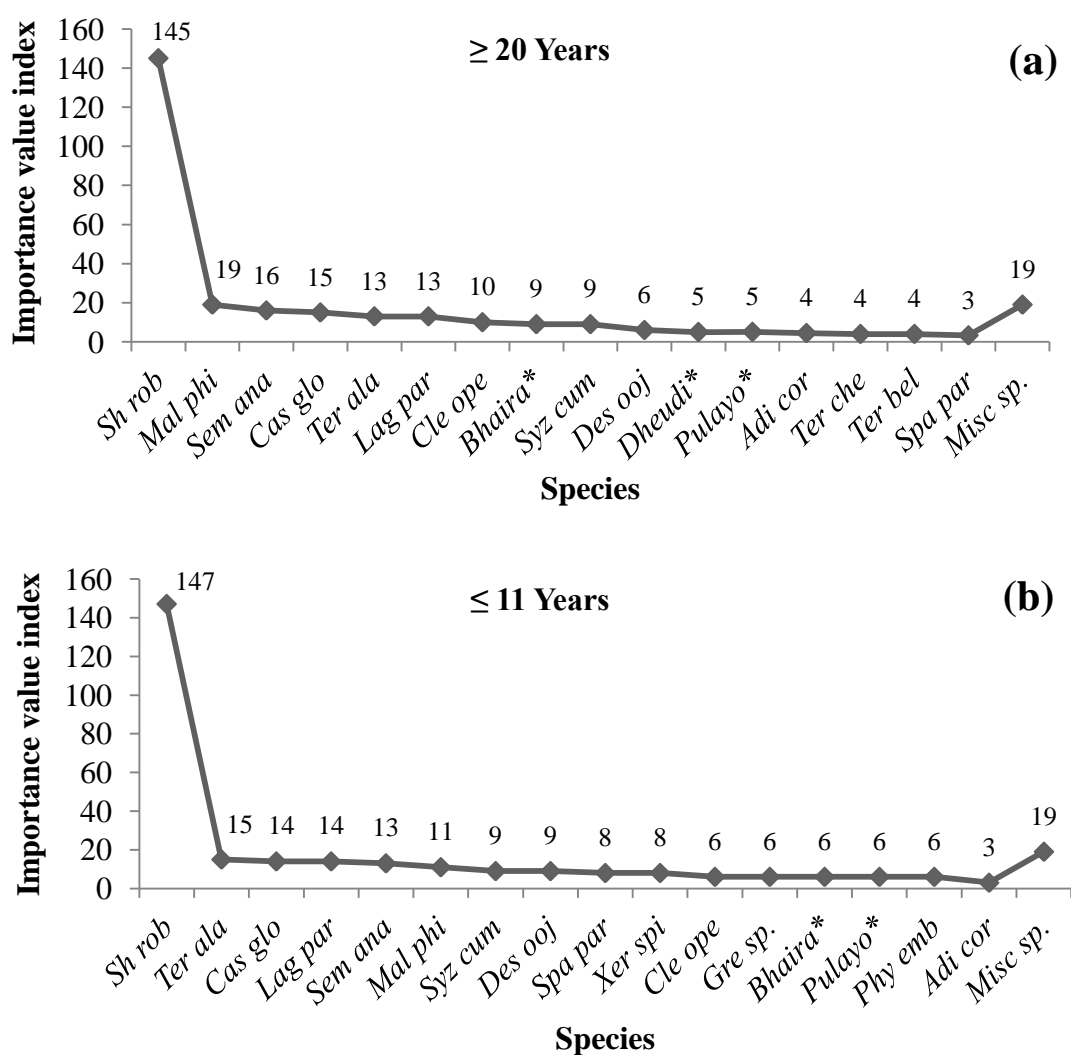 ≥ 20 Years
(a)
Importance value index
160
140
120
100
80
60
40
20
0
145
19
16
15
13
13
10
9
9
6
5
5
4
4
4
3
19
Sh rob
Mal phi
Sem ana
Cas glo
Ter ala
Lag par
Cle ope
Bhaira*
Syz cum
Des ooj
Dheudi*
Pulayo*
Adi cor
Ter che
Ter bel
Spa par
Misc sp.
Species
≤ 11 Years
(b)
Importance value index
160
140
120
100
80
60
40
20
0
147
15
14
14
13
11
9
9
8
8
6
6
6
6
6
3
19
Sh rob
Ter ala
Cas glo
Lag par
Sem ana
Mal phi
Syz cum
Des ooj
Spa par
Xer spi
Cle ope
Gre sp.
Bhaira*
Pulayo*
Phy emb
Adi cor
Misc sp.
Species